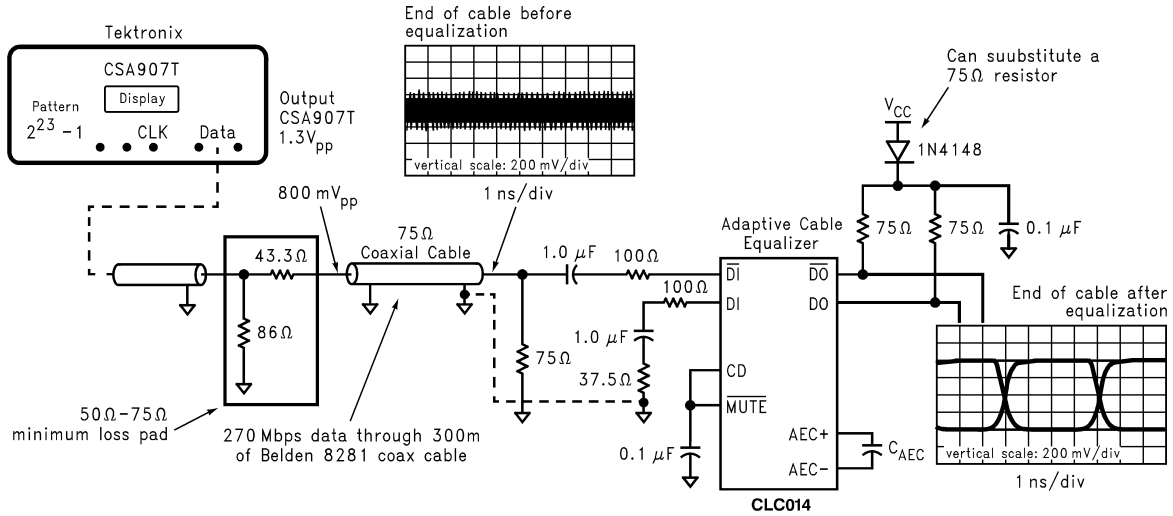 Tektronix
CSA907T
Display
Pattern
2^23 -1
CLK
Data
Output
CSA907T
1.3Vpp
End of cable before
equalization
vertical scale: 200 mV/div
1 ns/div
800 mVpp
43.3Ω
86Ω
50Ω-75Ω
minimum loss pad
75Ω
Coaxial Cable
270 Mbps data through 300m
of Belden 8281 coax cable
1.0 µF
100Ω
100Ω
1.0 µF
75Ω
37.5Ω
0.1 µF
Adaptive Cable
Equalizer
D̅I̅
DI
CD
M̅U̅T̅E̅
D̅O̅
DO
AEC+
AEC-
CLC014
CAEC
Can suubstitute a
75Ω resistor
VCC
1N4148
75Ω
75Ω
0.1 µF
End of cable after
equalization
vertical scale: 200 mV/div
1 ns/div